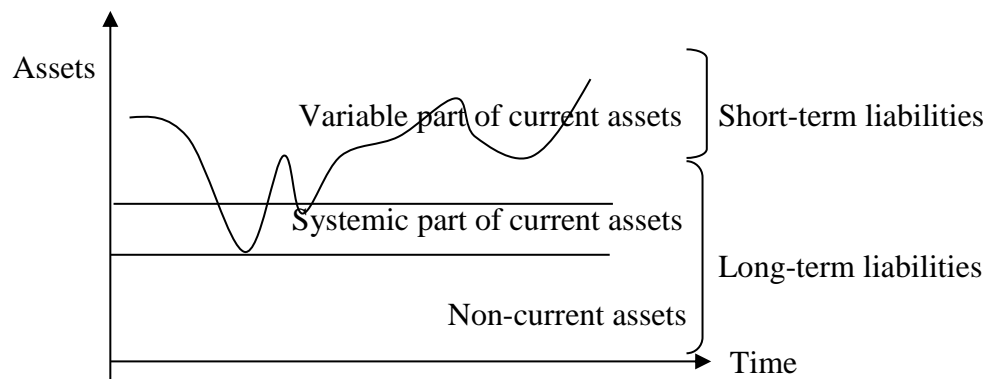 Assets
Variable part of current assets
Short-term liabilities
Systemic part of current assets
Long-term liabilities
Non-current assets
Time